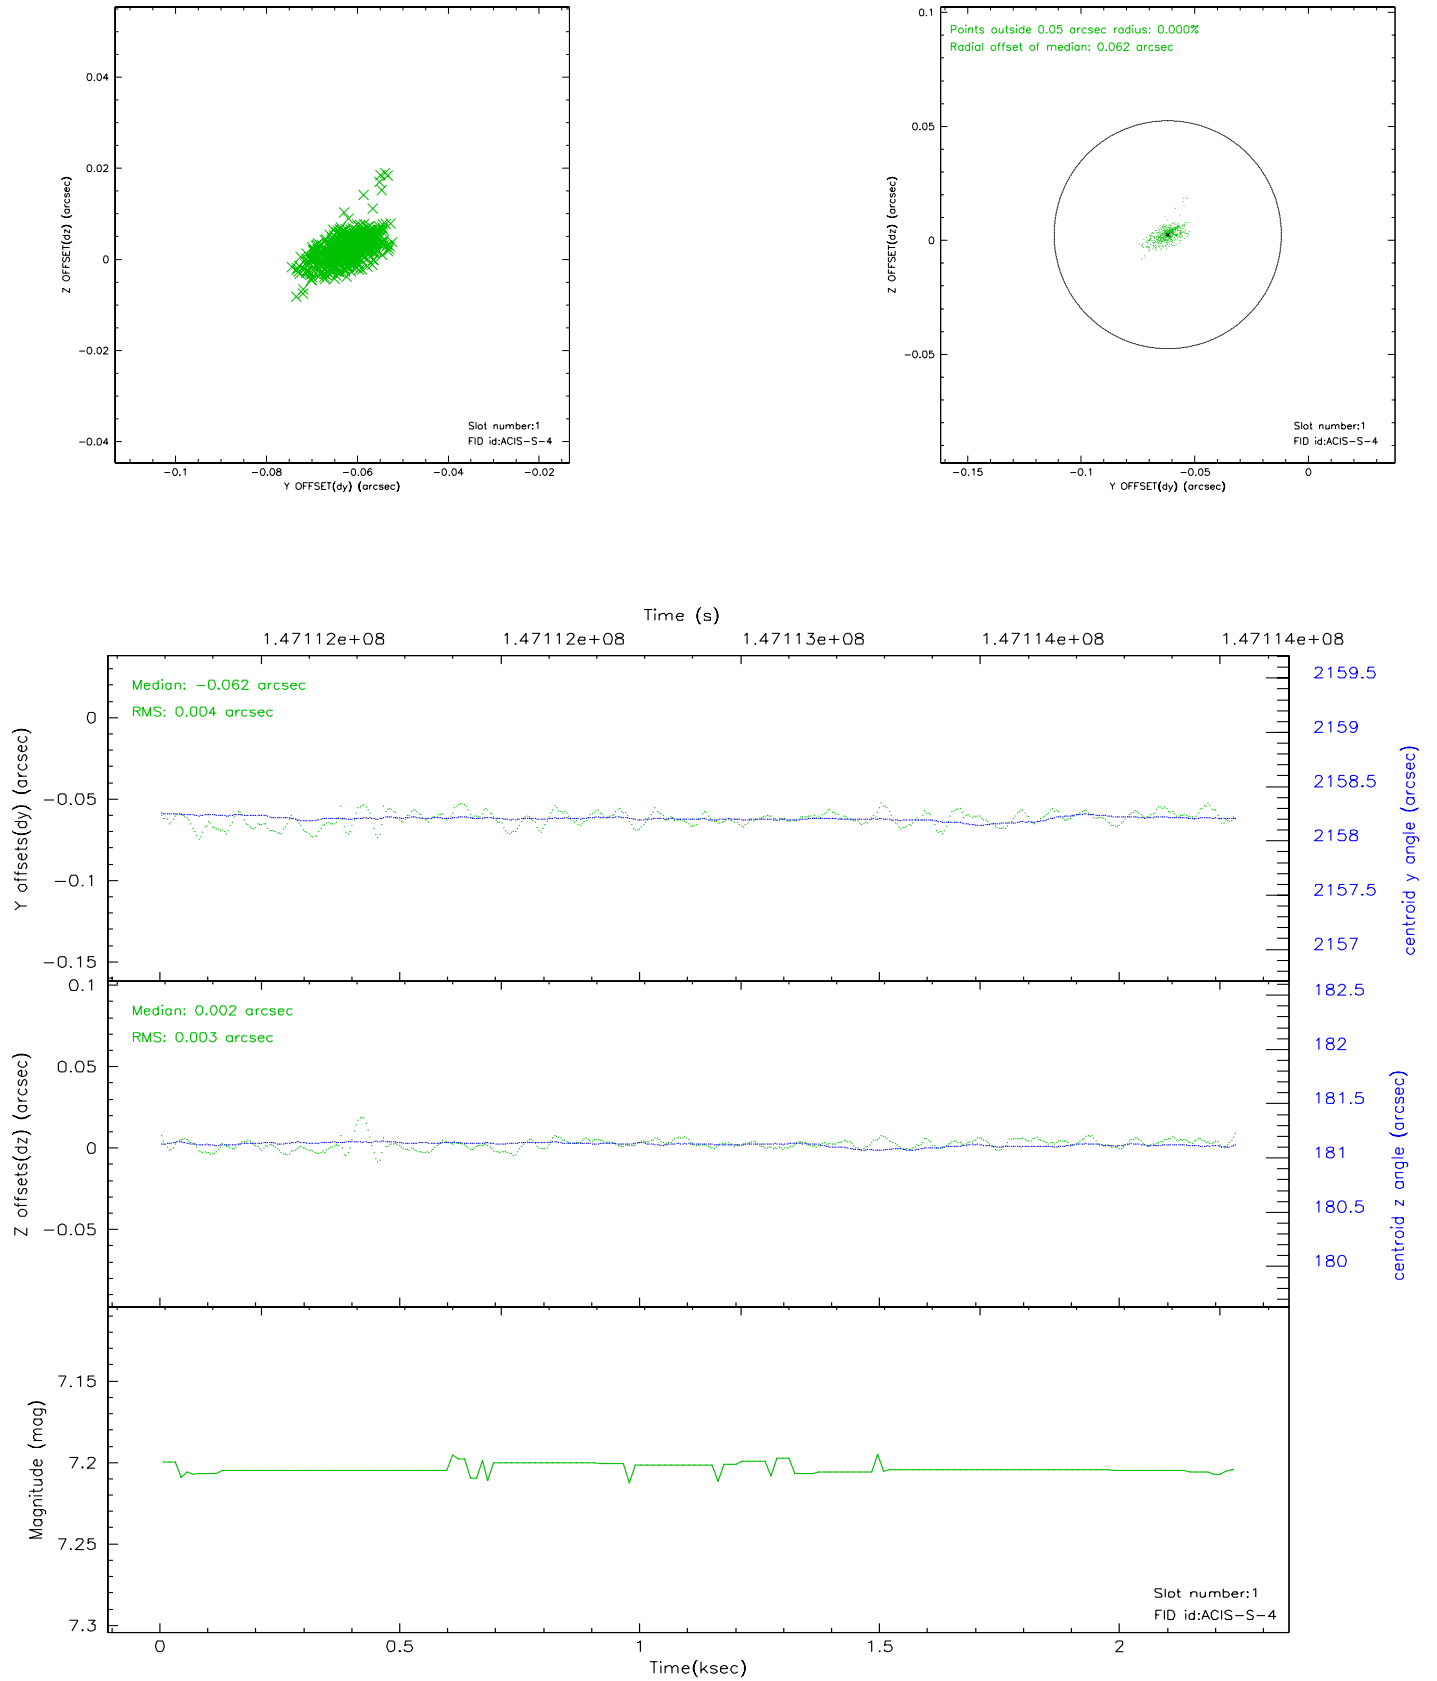 0.04
0.02
0
−0.02
−0.04
Z OFFSET(dz) (arcsec)
Slot number:1
FID id:ACIS−S−4
−0.1
−0.08
−0.06
−0.04
−0.02
Y OFFSET(dy) (arcsec)
0.1
Points outside 0.05 arcsec radius: 0.000%
Radial offset of median: 0.062 arcsec
0.05
0
−0.05
Z OFFSET(dz) (arcsec)
Slot number:1
FID id:ACIS−S−4
−0.15
−0.1
−0.05
0
Y OFFSET(dy) (arcsec)
Time (s)
1.47112e+08
1.47112e+08
1.47113e+08
1.47114e+08
1.47114e+08
Median: −0.062 arcsec
RMS: 0.004 arcsec
0
−0.05
−0.1
−0.15
Y offsets(dy) (arcsec)
2159.5
2159
2158.5
2158
2157.5
2157
centroid y angle (arcsec)
0.1
Median: 0.002 arcsec
RMS: 0.003 arcsec
0.05
0
−0.05
Z offsets(dz) (arcsec)
182.5
182
181.5
181
180.5
180
centroid z angle (arcsec)
7.15
7.2
7.25
7.3
Magnitude (mag)
Slot number:1
FID id:ACIS−S−4
0
0.5
1
1.5
2
Time(ksec)